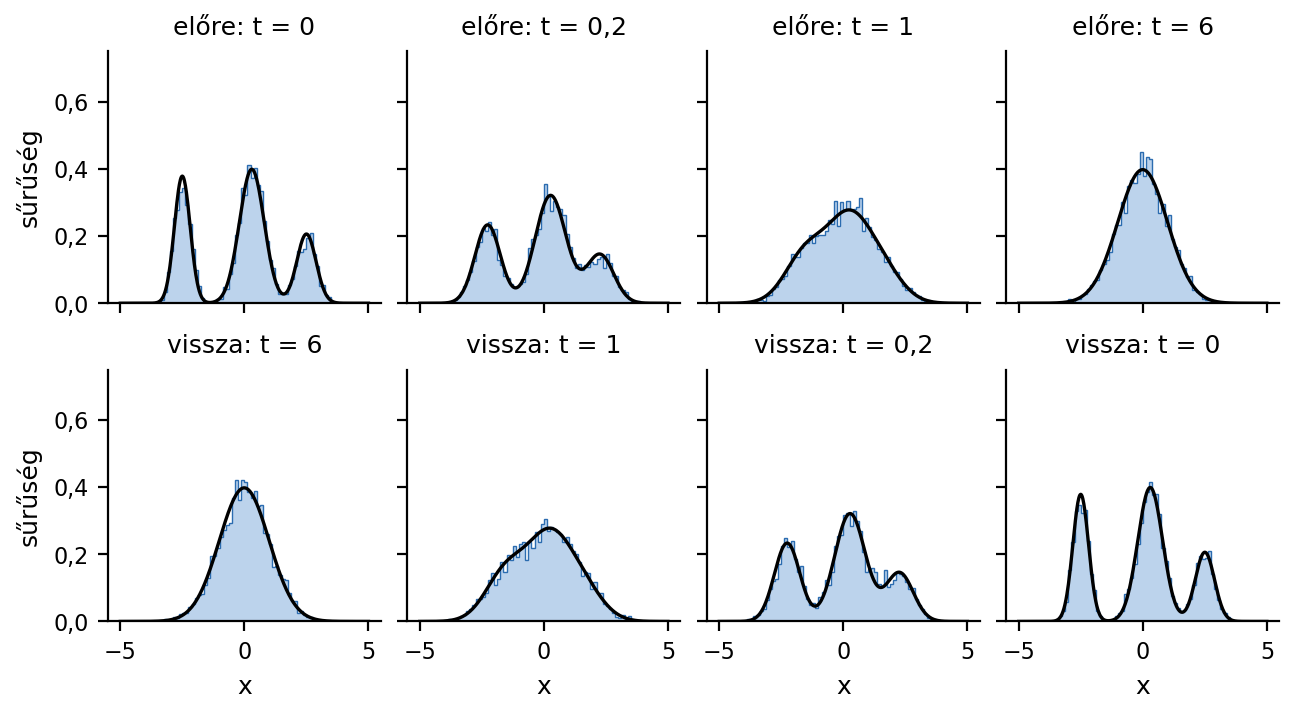 előre: t = 0
előre: t = 0,2
előre: t = 1
előre: t = 6
sűrűség
0,6
0,4
0,2
0,0
vissza: t = 6
vissza: t = 1
vissza: t = 0,2
vissza: t = 0
sűrűség
0,6
0,4
0,2
0,0
−5 0 5
−5 0 5
−5 0 5
−5 0 5
x
x
x
x